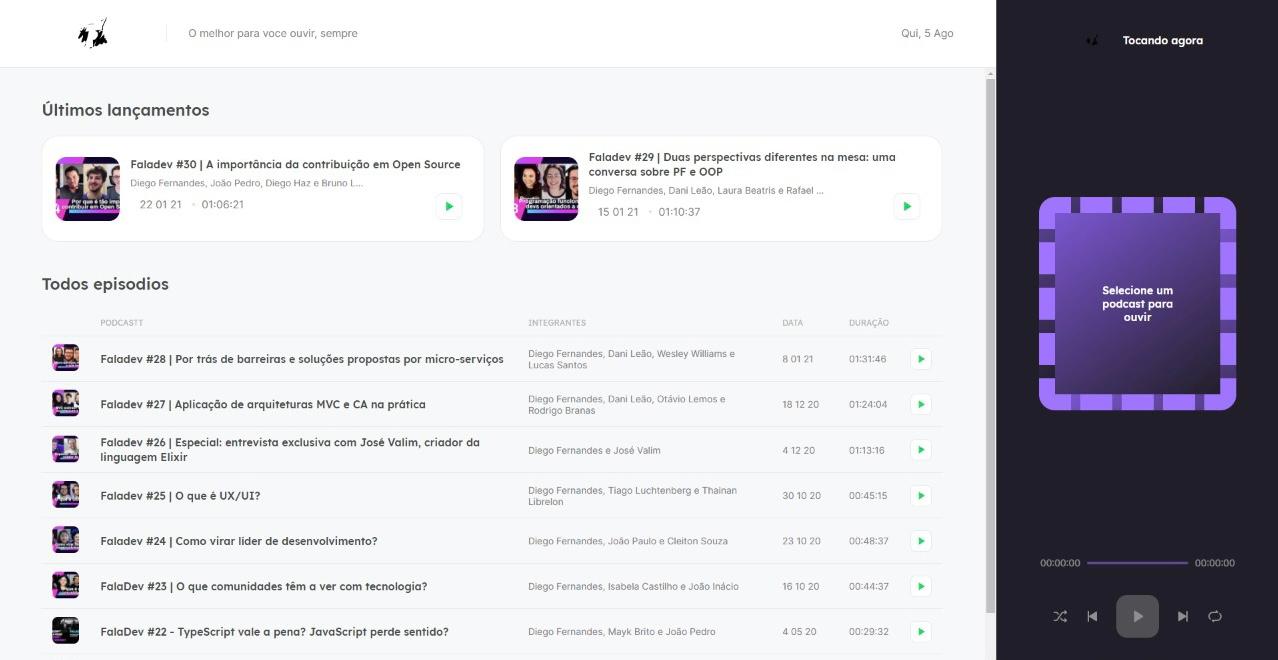 O melhor para voce ouvir, sempre
Qui, 5 Ago
Tocando agora
Últimos lançamentos
Faladev #30 | A importância da contribuição em Open Source
Diego Fernandes, João Pedro, Diego Haz e Bruno L...
22 01 21 • 01:06:21
Faladev #29 | Duas perspectivas diferentes na mesa: uma
conversa sobre PF e OOP
Diego Fernandes, Dani Leão, Laura Beatris e Rafael ...
15 01 21 • 01:10:37
Todos episodios
PODCASTT INTEGRANTES DATA DURAÇÃO
Faladev #28 | Por trás de barreiras e soluções propostas por micro-serviços
Diego Fernandes, Dani Leão, Wesley Williams e
Lucas Santos
8 01 21
01:31:46
Faladev #27 | Aplicação de arquiteturas MVC e CA na prática
Diego Fernandes, Dani Leão, Otávio Lemos e
Rodrigo Branas
18 12 20
01:24:04
Faladev #26 | Especial: entrevista exclusiva com José Valim, criador da
linguagem Elixir
Diego Fernandes e José Valim
4 12 20
01:13:16
Faladev #25 | O que é UX/UI?
Diego Fernandes, Tiago Luchtenberg e Thainan
Librelon
30 10 20
00:45:15
Faladev #24 | Como virar líder de desenvolvimento?
Diego Fernandes, João Paulo e Cleiton Souza
23 10 20
00:48:37
FalaDev #23 | O que comunidades têm a ver com tecnologia?
Diego Fernandes, Isabela Castilho e João Inácio
16 10 20
00:44:37
FalaDev #22 - TypeScript vale a pena? JavaScript perde sentido?
Diego Fernandes, Mayk Brito e João Pedro
4 05 20
00:29:32
Selecione um
podcast para
ouvir
00:00:00
00:00:00